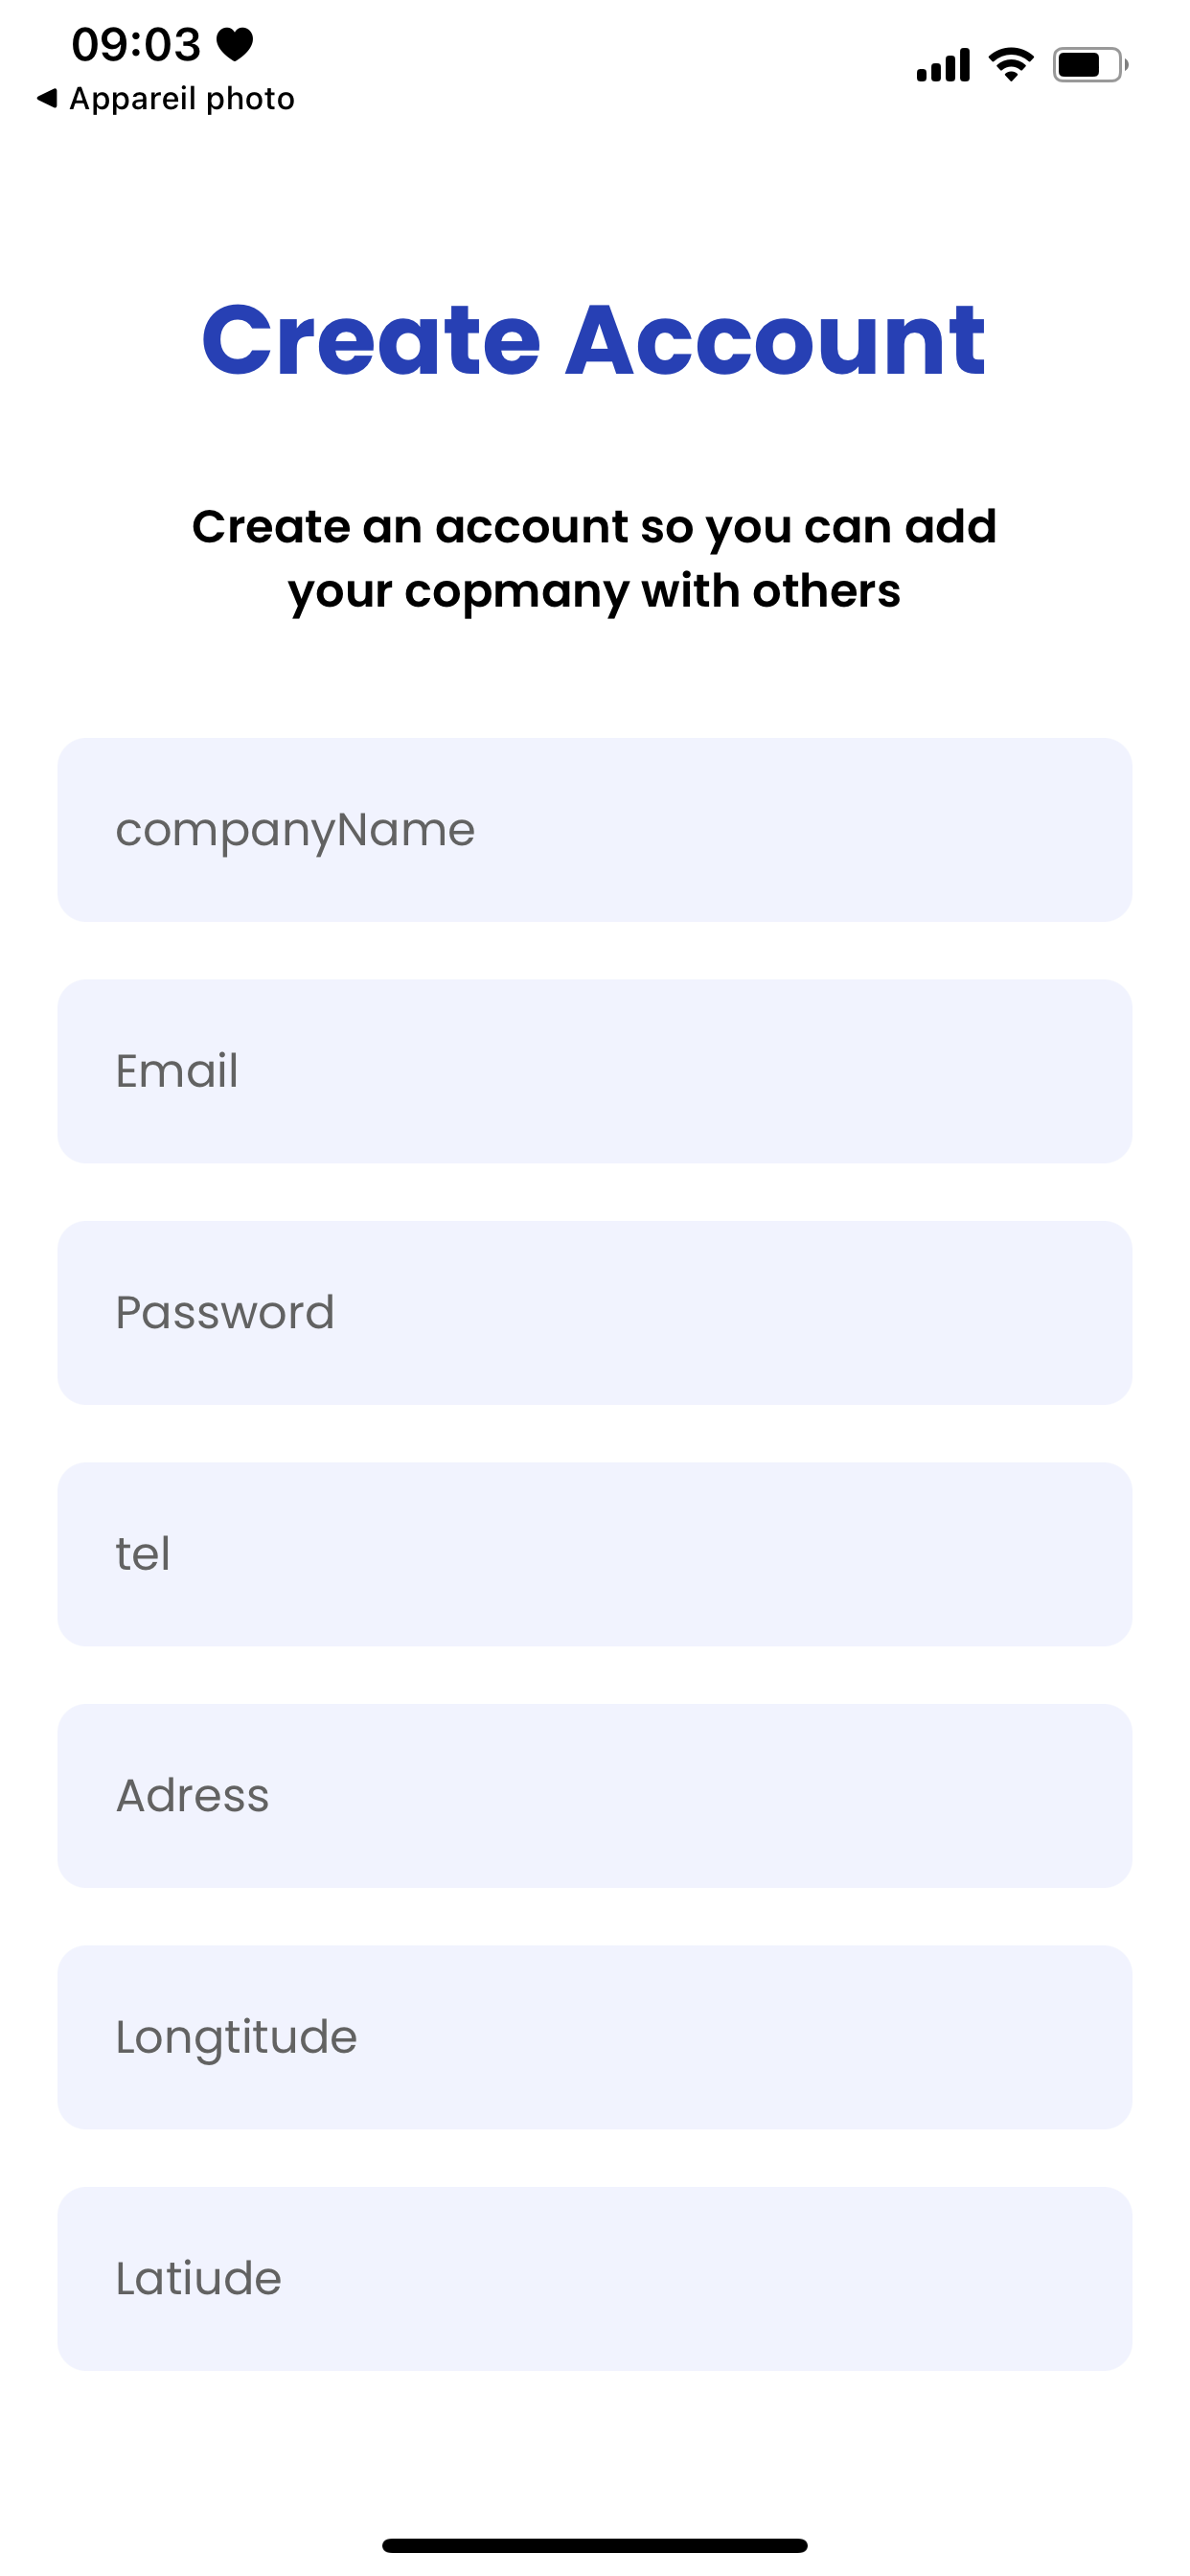 09:03
Appareil photo
Create Account
Create an account so you can add
your copmany with others
companyName
Email
Password
tel
Adress
Longtitude
Latiude